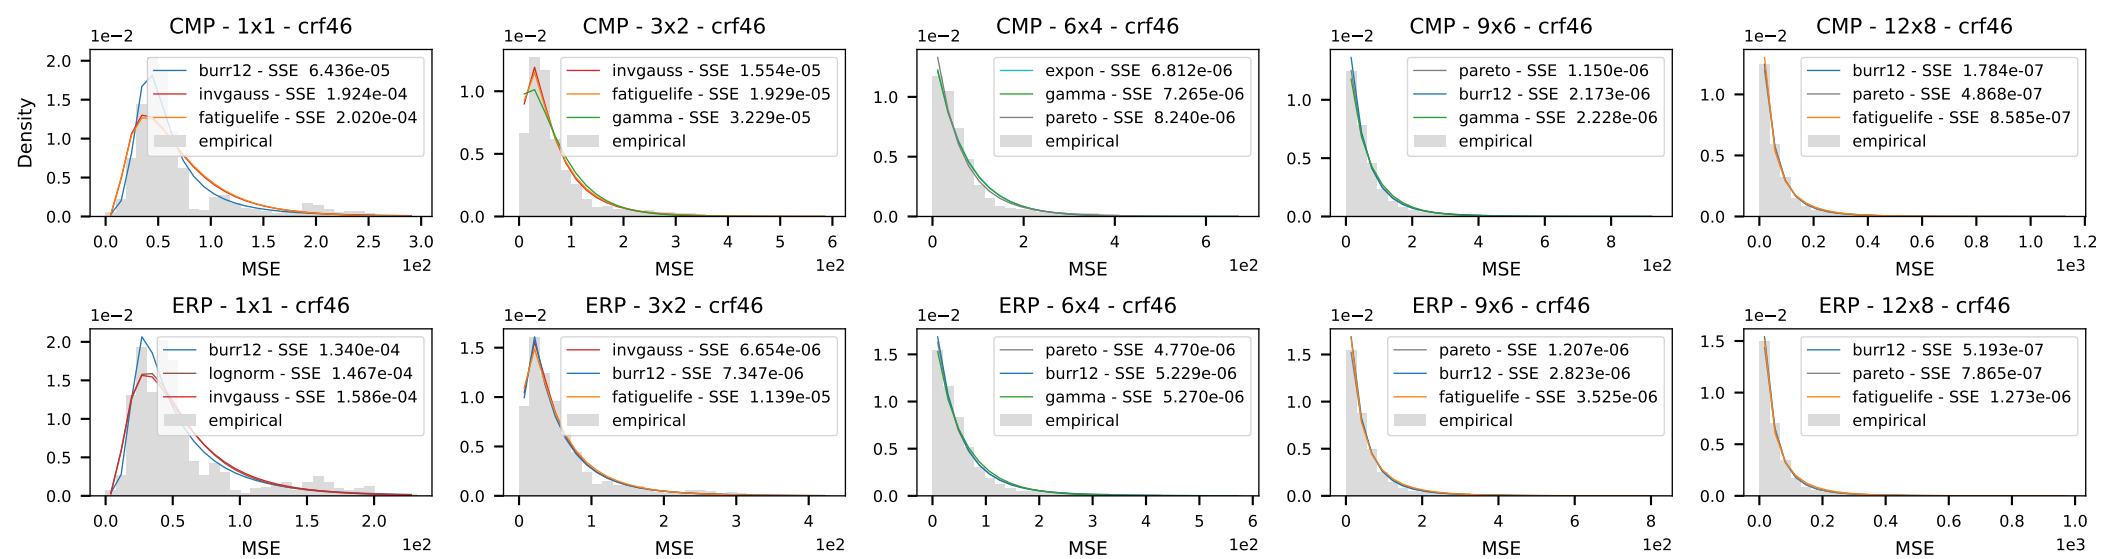 CMP - 1x1 - crf46
1e−2
Density
2.0
1.5
1.0
0.5
0.0
burr12 - SSE 6.436e-05
invgauss - SSE 1.924e-04
fatiguelife - SSE 2.020e-04
empirical
0.0 0.5 1.0 1.5 2.0 2.5 3.0
MSE
1e2
CMP - 3x2 - crf46
1e−2
1.0
0.5
0.0
invgauss - SSE 1.554e-05
fatiguelife - SSE 1.929e-05
gamma - SSE 3.229e-05
empirical
0 1 2 3 4 5 6
MSE
1e2
CMP - 6x4 - crf46
1e−2
1.0
0.5
0.0
expon - SSE 6.812e-06
gamma - SSE 7.265e-06
pareto - SSE 8.240e-06
empirical
0 2 4 6
MSE
1e2
CMP - 9x6 - crf46
1e−2
1.0
0.5
0.0
pareto - SSE 1.150e-06
burr12 - SSE 2.173e-06
gamma - SSE 2.228e-06
empirical
0 2 4 6 8
MSE
1e2
CMP - 12x8 - crf46
1e−2
1.0
0.5
0.0
burr12 - SSE 1.784e-07
pareto - SSE 4.868e-07
fatiguelife - SSE 8.585e-07
empirical
0.0 0.2 0.4 0.6 0.8 1.0 1.2
MSE
1e3
ERP - 1x1 - crf46
1e−2
2.0
1.5
1.0
0.5
0.0
burr12 - SSE 1.340e-04
lognorm - SSE 1.467e-04
invgauss - SSE 1.586e-04
empirical
0.0 0.5 1.0 1.5 2.0
MSE
1e2
ERP - 3x2 - crf46
1e−2
1.5
1.0
0.5
0.0
invgauss - SSE 6.654e-06
burr12 - SSE 7.347e-06
fatiguelife - SSE 1.139e-05
empirical
0 1 2 3 4
MSE
1e2
ERP - 6x4 - crf46
1e−2
1.5
1.0
0.5
0.0
pareto - SSE 4.770e-06
burr12 - SSE 5.229e-06
gamma - SSE 5.270e-06
empirical
0 1 2 3 4 5 6
MSE
1e2
ERP - 9x6 - crf46
1e−2
1.5
1.0
0.5
0.0
pareto - SSE 1.207e-06
burr12 - SSE 2.823e-06
fatiguelife - SSE 3.525e-06
empirical
0 2 4 6 8
MSE
1e2
ERP - 12x8 - crf46
1e−2
1.5
1.0
0.5
0.0
burr12 - SSE 5.193e-07
pareto - SSE 7.865e-07
fatiguelife - SSE 1.273e-06
empirical
0.0 0.2 0.4 0.6 0.8 1.0
MSE
1e3